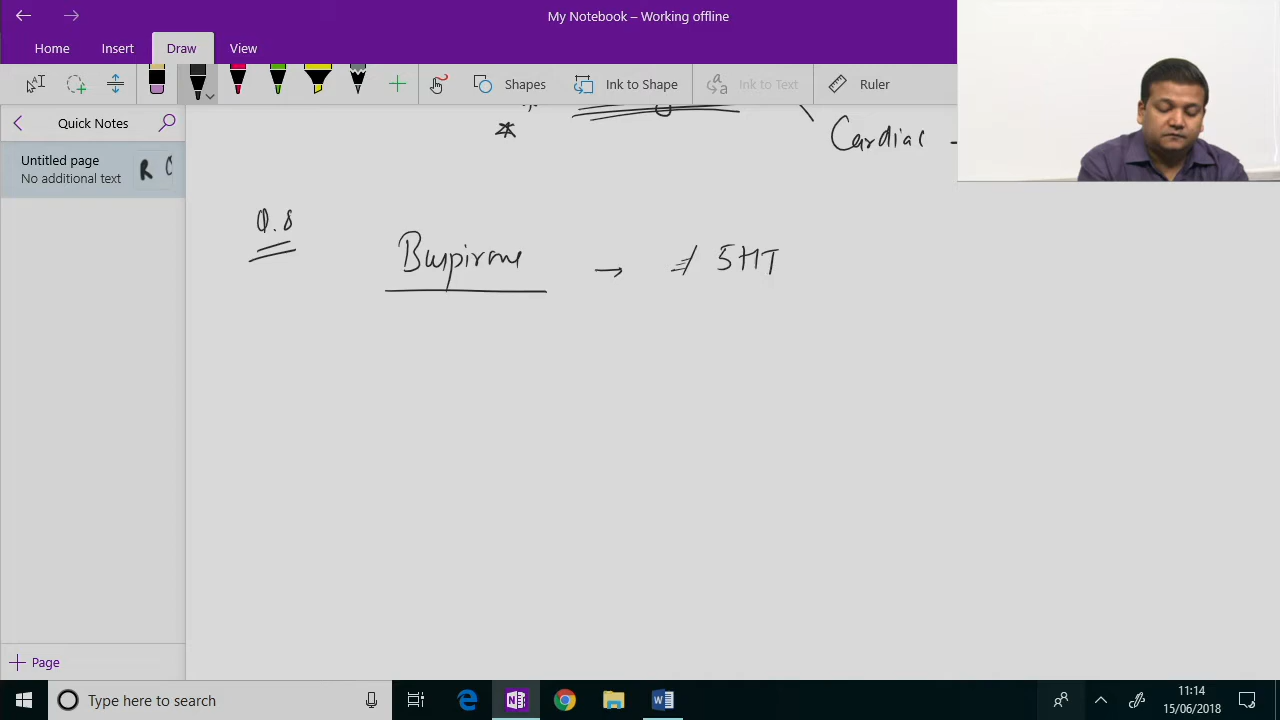 My Notebook – Working offline
Home Insert Draw View
Shapes Ink to Shape Ink to Text Ruler
Quick Notes
Cardiac -
Untitled page
No additional text R
Q.8
Buspirone → 5HT
Page
Type here to search
11:14
15/06/2018